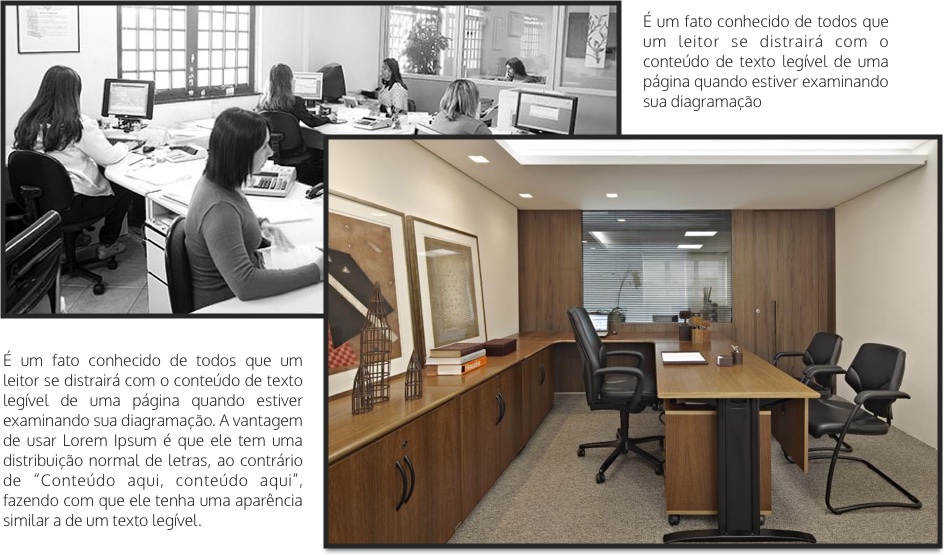 É um fato conhecido de todos que
um leitor se distrairá com o
conteúdo de texto legível de uma
página quando estiver examinando
sua diagramação
É um fato conhecido de todos que um
leitor se distrairá com o conteúdo de texto
legível de uma página quando estiver
examinando sua diagramação. A vantagem
de usar Lorem Ipsum é que ele tem uma
distribuição normal de letras, ao contrário
de “Conteúdo aqui, conteúdo aqui”,
fazendo com que ele tenha uma aparência
similar a de um texto legível.